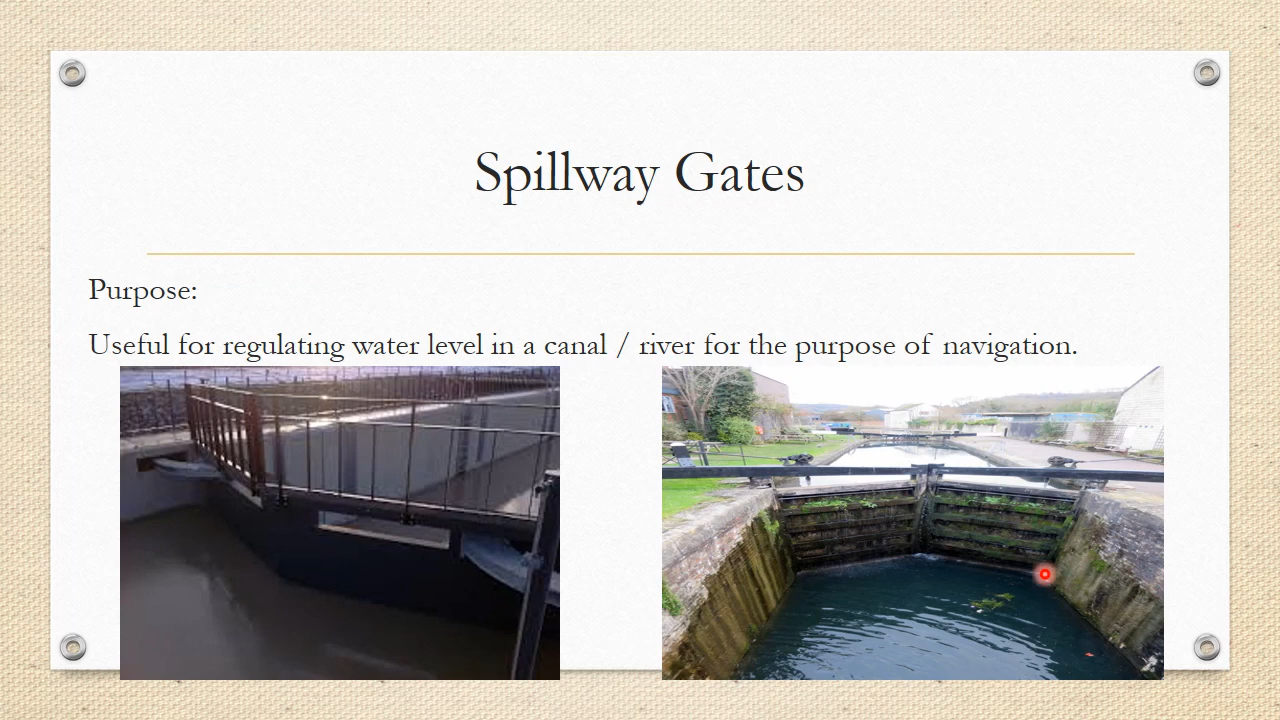 Spillway Gates
Purpose:
Useful for regulating water level in a canal / river for the purpose of navigation.